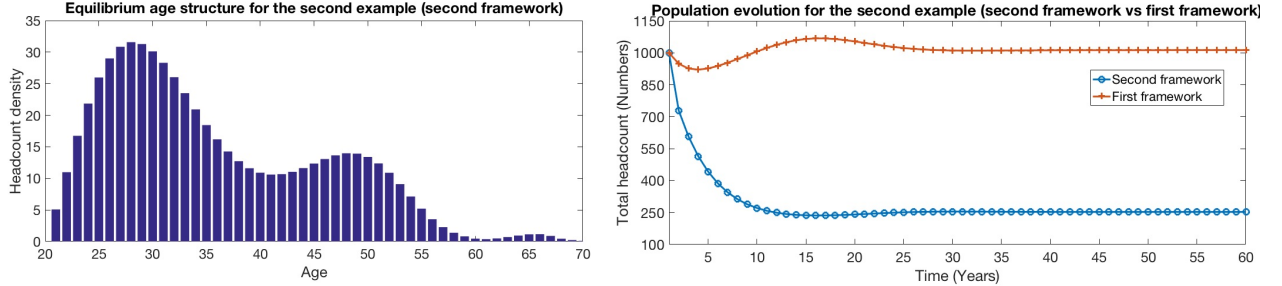 Equilibrium age structure for the second example (second framework)
35
30
25
20
15
10
5
0
Headcount density
20 25 30 35 40 45 50 55 60 65 70
Age
Population evolution for the second example (second framework vs first framework)
1150
1000
850
700
550
400
250
100
Total headcount (Numbers)
Second framework
First framework
5 10 15 20 25 30 35 40 45 50 55 60
Time (Years)